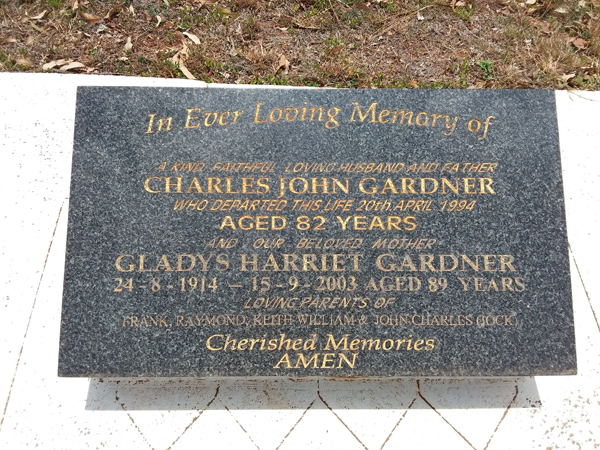 In Ever Loving Memory of
A KIND, FAITHFUL, LOVING HUSBAND AND FATHER
CHARLES JOHN GARDNER
WHO DEPARTED THIS LIFE 20th APRIL 1994
AGED 82 YEARS
AND OUR BELOVED MOTHER
GLADYS HARRIET GARDNER
24-8-1914 - 15-9-2003 AGED 89 YEARS
LOVING PARENTS OF
FRANK, RAYMOND, KEITH WILLIAM & JOHN CHARLES (JOCK)
Cherished Memories
AMEN